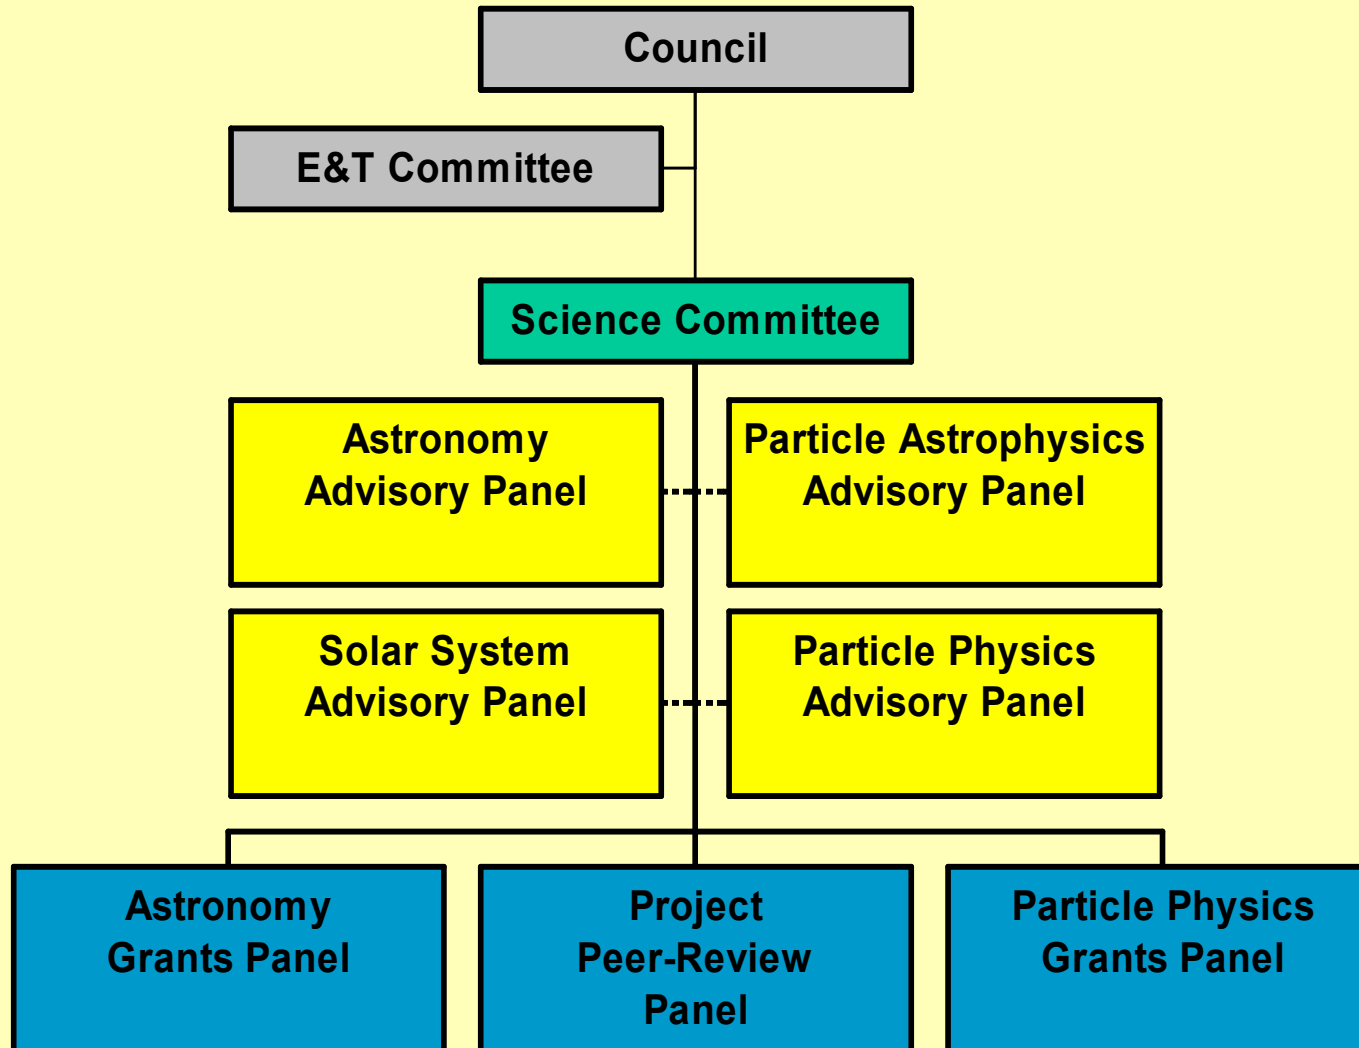 Council
E&T Committee
Science Committee
Astronomy
Advisory Panel
Particle Astrophysics
Advisory Panel
Solar System
Advisory Panel
Particle Physics
Advisory Panel
Astronomy
Grants Panel
Project
Peer-Review
Panel
Particle Physics
Grants Panel